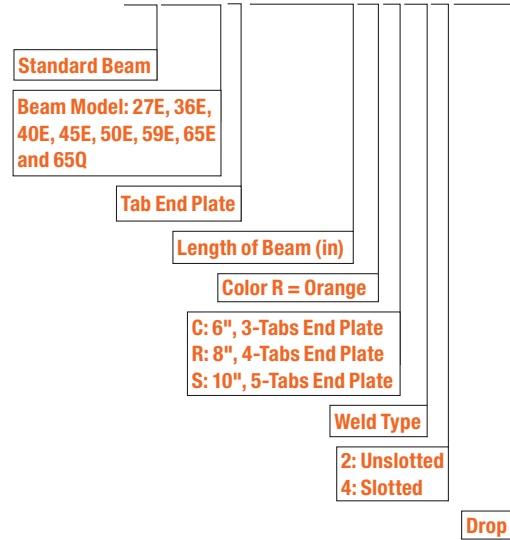 Standard Beam
Beam Model: 27E, 36E,
40E, 45E, 50E, 59E, 65E
and 65Q
Tab End Plate
Length of Beam (in)
Color R = Orange
C: 6", 3-Tabs End Plate
R: 8", 4-Tabs End Plate
S: 10", 5-Tabs End Plate
Weld Type
2: Unslotted
4: Slotted
Drop